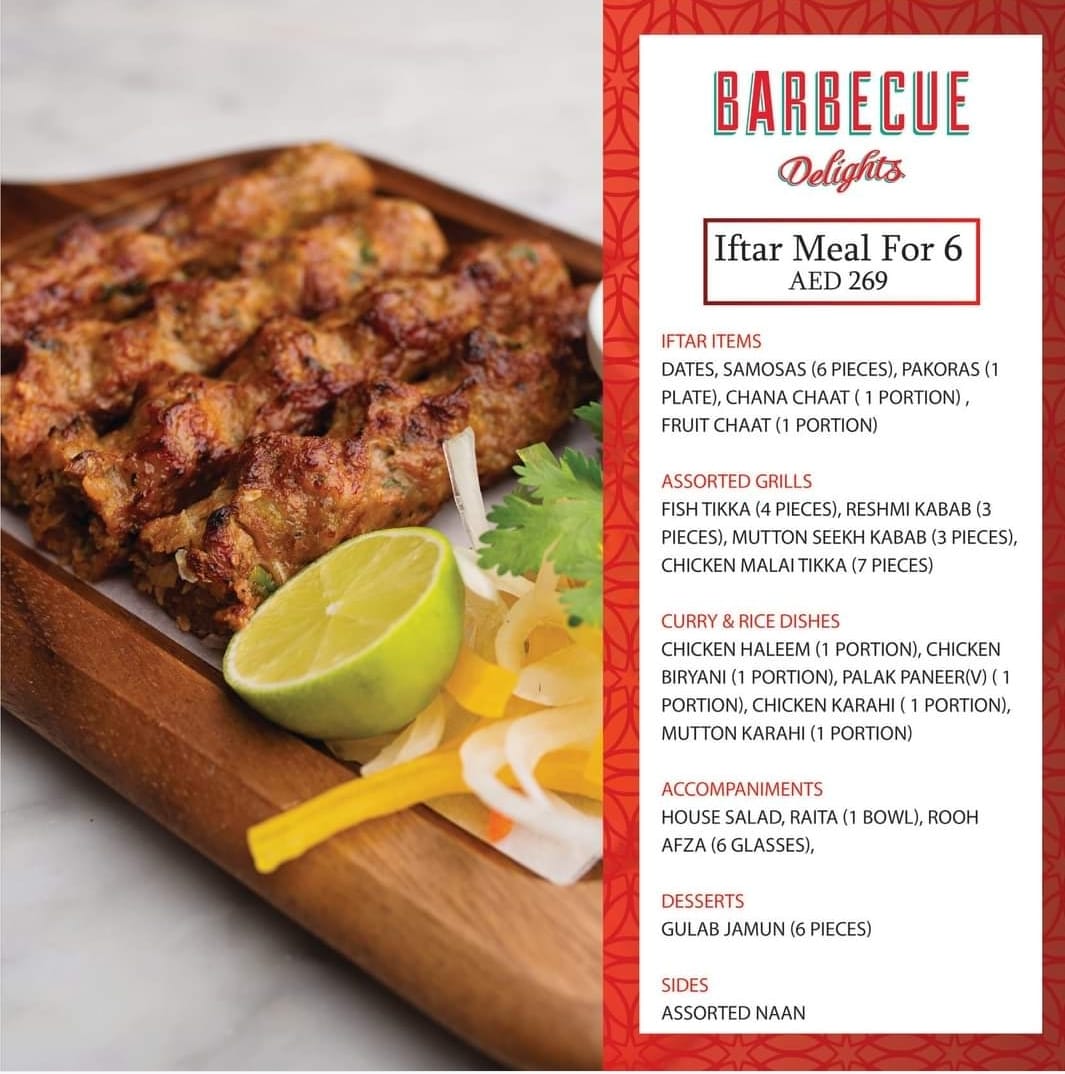 BARBECUE
Delights
Iftar Meal For 6
AED 269
IFTAR ITEMS
DATES, SAMOSAS (6 PIECES), PAKORAS (1
PLATE), CHANA CHAAT ( 1 PORTION) ,
FRUIT CHAAT (1 PORTION)
ASSORTED GRILLS
FISH TIKKA (4 PIECES), RESHMI KABAB (3
PIECES), MUTTON SEEKH KABAB (3 PIECES),
CHICKEN MALAI TIKKA (7 PIECES)
CURRY & RICE DISHES
CHICKEN HALEEM (1 PORTION), CHICKEN
BIRYANI (1 PORTION), PALAK PANEER(V) ( 1
PORTION), CHICKEN KARAHI ( 1 PORTION),
MUTTON KARAHI (1 PORTION)
ACCOMPANIMENTS
HOUSE SALAD, RAITA (1 BOWL), ROOH
AFZA (6 GLASSES),
DESSERTS
GULAB JAMUN (6 PIECES)
SIDES
ASSORTED NAAN